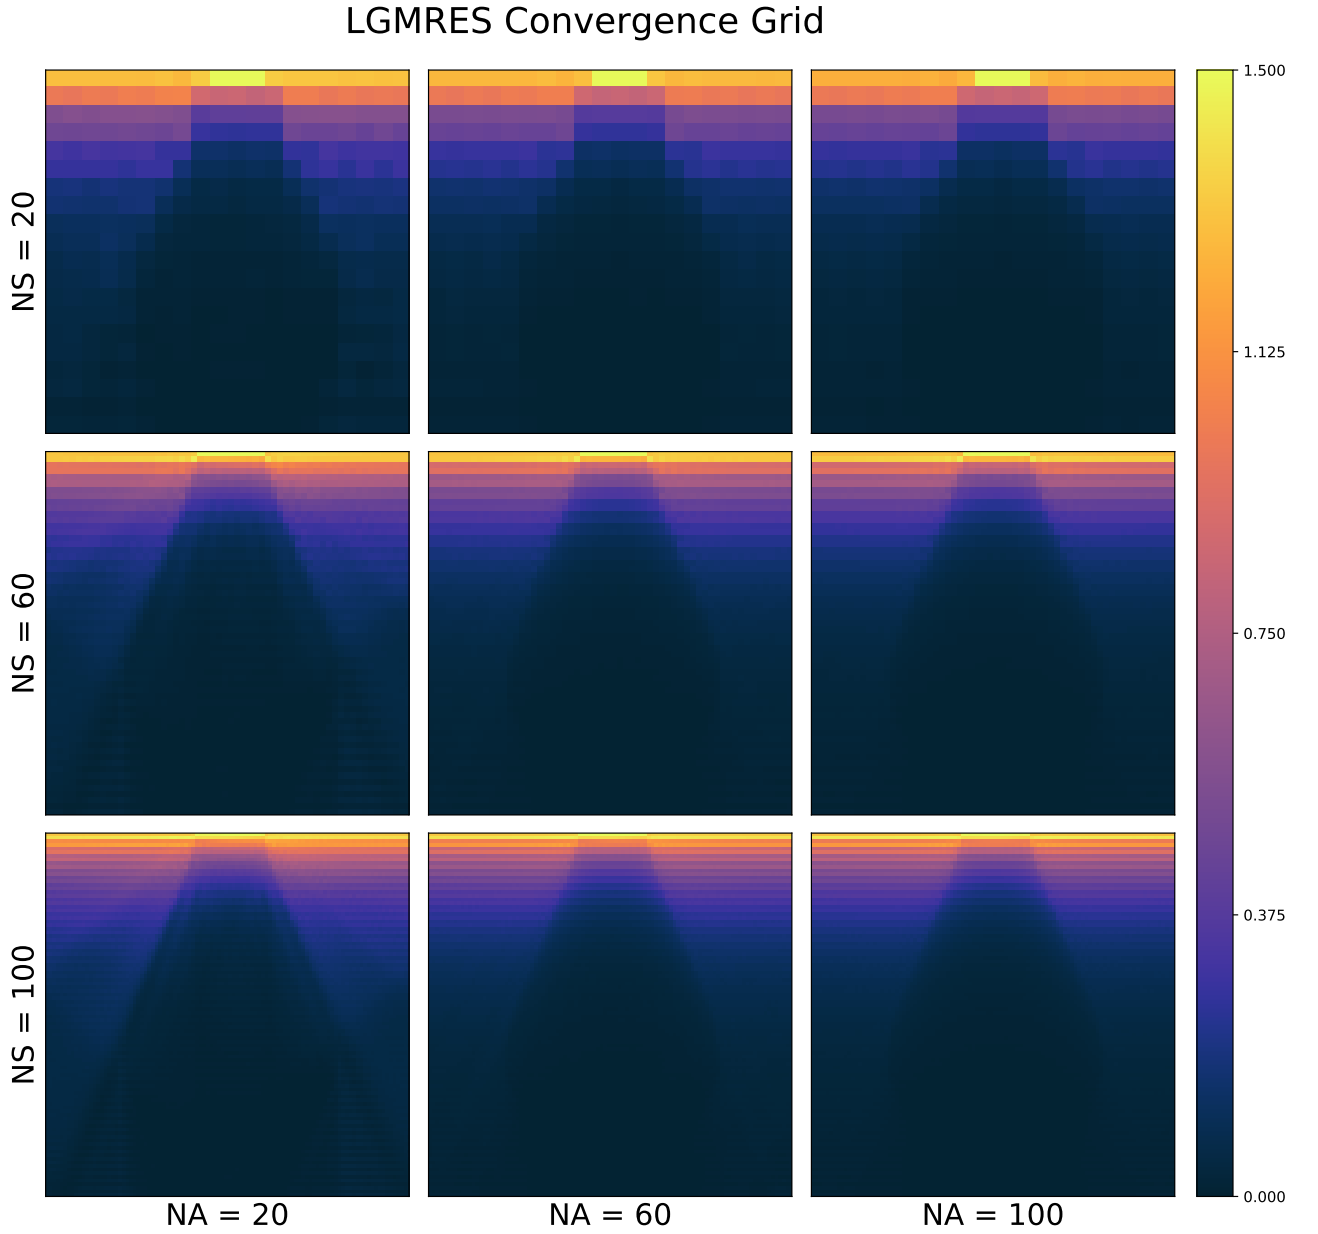 LGMRES Convergence Grid
1.500
1.125
0.750
0.375
0.000
NS = 20
NS = 60
NS = 100
NA = 20
NA = 60
NA = 100